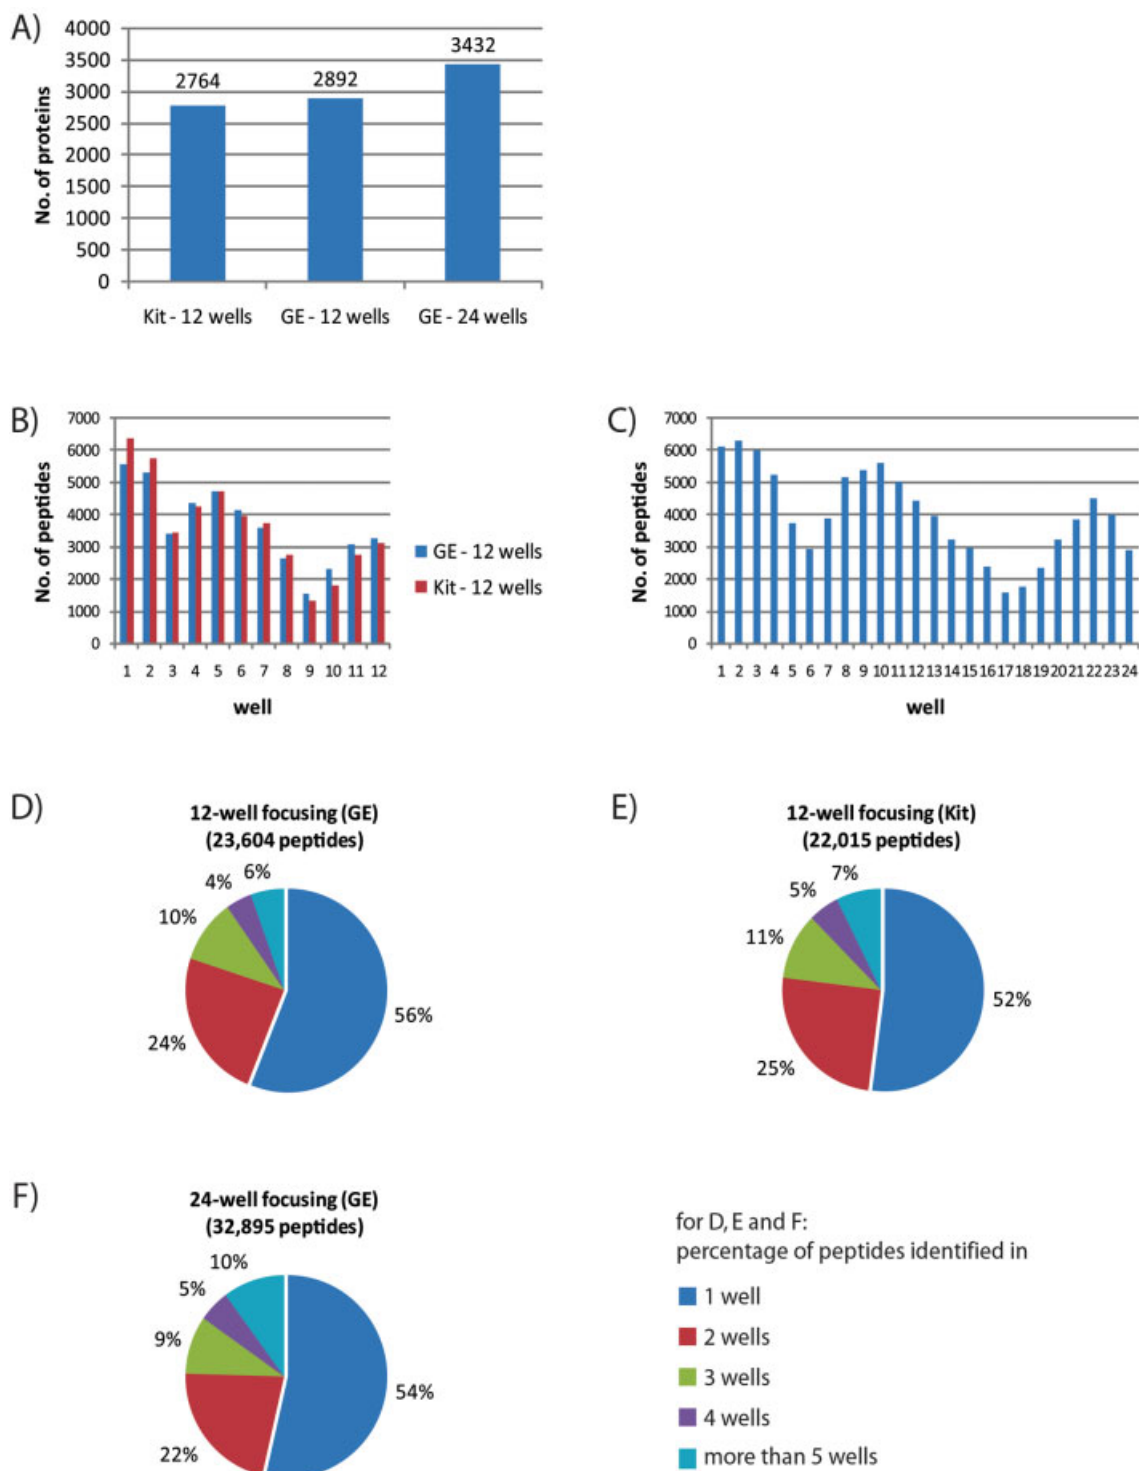 A)
4000
3500
3000
2500
2000
1500
1000
500
0
No. of proteins
2764
2892
3432
Kit - 12 wells
GE - 12 wells
GE - 24 wells
B)
7000
6000
5000
4000
3000
2000
1000
0
No. of peptides
1 2 3 4 5 6 7 8 9 10 11 12
well
GE - 12 wells
Kit - 12 wells
C)
7000
6000
5000
4000
3000
2000
1000
0
No. of peptides
1 2 3 4 5 6 7 8 9 10 11 12 13 14 15 16 17 18 19 20 21 22 23 24
well
D)
12-well focusing (GE)
(23,604 peptides)
6%
4%
10%
24%
56%
E)
12-well focusing (Kit)
(22,015 peptides)
7%
5%
11%
25%
52%
F)
24-well focusing (GE)
(32,895 peptides)
10%
5%
9%
22%
54%
for D, E and F:
percentage of peptides identified in
1 well
2 wells
3 wells
4 wells
more than 5 wells